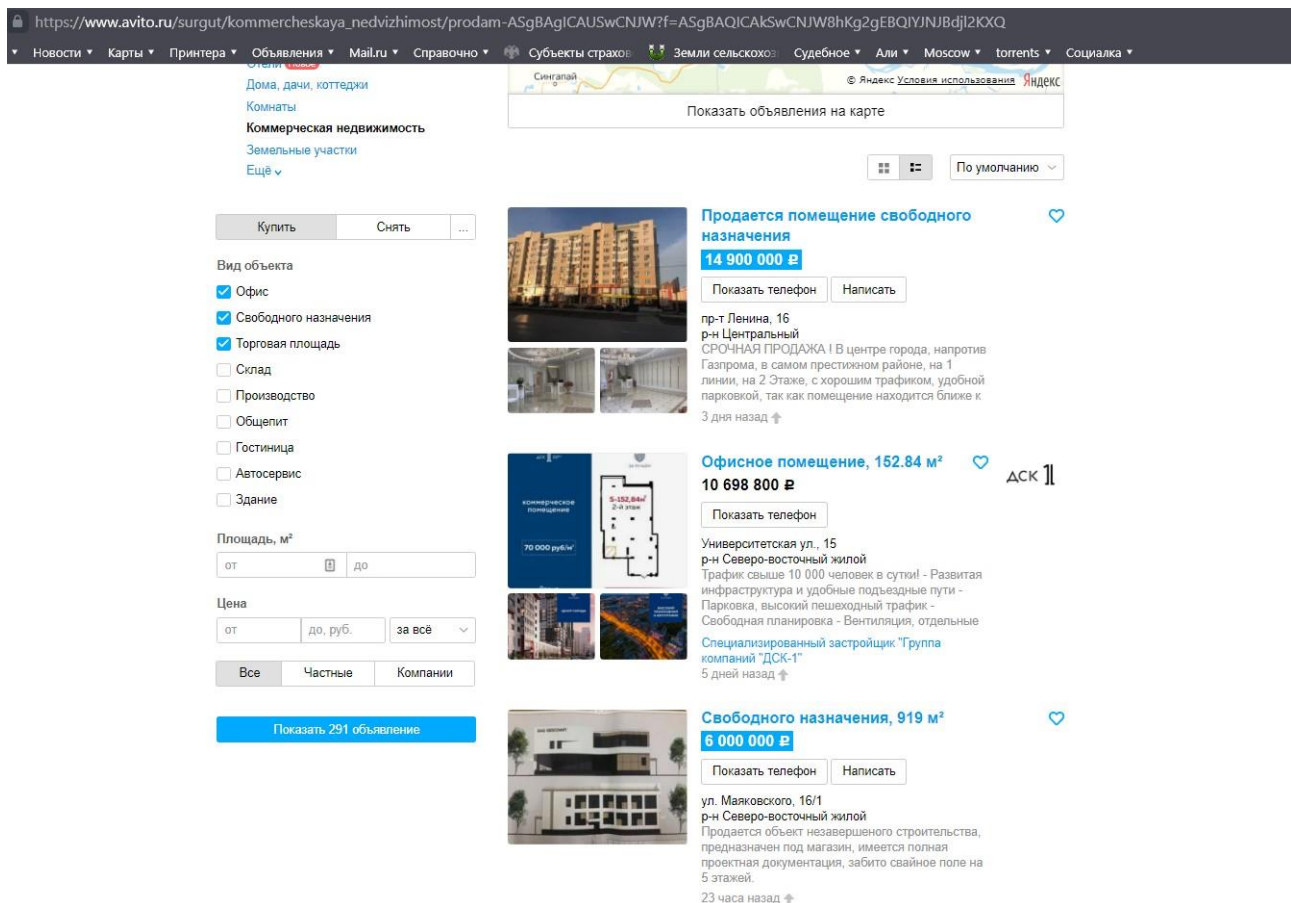 https://www.avito.ru/surgut/kommercheskaya_nedvizhimost/prodam-ASgBAgICAUSwCNJW?f=ASgBAQICAkSwCNJW8hKg2gEBQIYJNJBdjl2KXQ
Новости Карты Принтера Объявления Mail.ru Справочно Субъекты страхов Земли сельскохоз Судебное Али Moscow torrents Социалка
Отели Новое
Дома, дачи, коттеджи
Комнаты
Коммерческая недвижимость
Земельные участки
Ещё
Сингапай
© Яндекс Условия использования Яндекс
Показать объявления на карте
По умолчанию
Купить Снять ...
Вид объекта
Офис
Свободного назначения
Торговая площадь
Склад
Производство
Общепит
Гостиница
Автосервис
Здание
Площадь, м²
от до
Цена
от до, руб. за всё
Все Частные Компании
Показать 291 объявление
Продается помещение свободного
назначения
14 900 000 ₽
Показать телефон Написать
пр-т Ленина, 16
р-н Центральный
СРОЧНАЯ ПРОДАЖА ! В центре города, напротив
Газпрома, в самом престижном районе, на 1
линии, на 2 Этаже, с хорошим трафиком, удобной
парковкой, так как помещение находится ближе к
3 дня назад
коммерческое
помещение
70 000 руб/м²
S-152,84м²
2-й этаж
Офисное помещение, 152.84 м²
ДСК 1
10 698 800 ₽
Показать телефон
Университетская ул., 15
р-н Северо-восточный жилой
Трафик свыше 10 000 человек в сутки! - Развитая
инфраструктура и удобные подъездные пути -
Парковка, высокий пешеходный трафик -
Свободная планировка - Вентиляция, отдельные
Специализированный застройщик "Группа
компаний "ДСК-1"
5 дней назад
Свободного назначения, 919 м²
6 000 000 ₽
Показать телефон Написать
ул. Маяковского, 16/1
р-н Северо-восточный жилой
Продается объект незавершеного строительства,
предназначен под магазин, имеется полная
проектная документация, забито свайное поле на
5 этажей.
23 часа назад